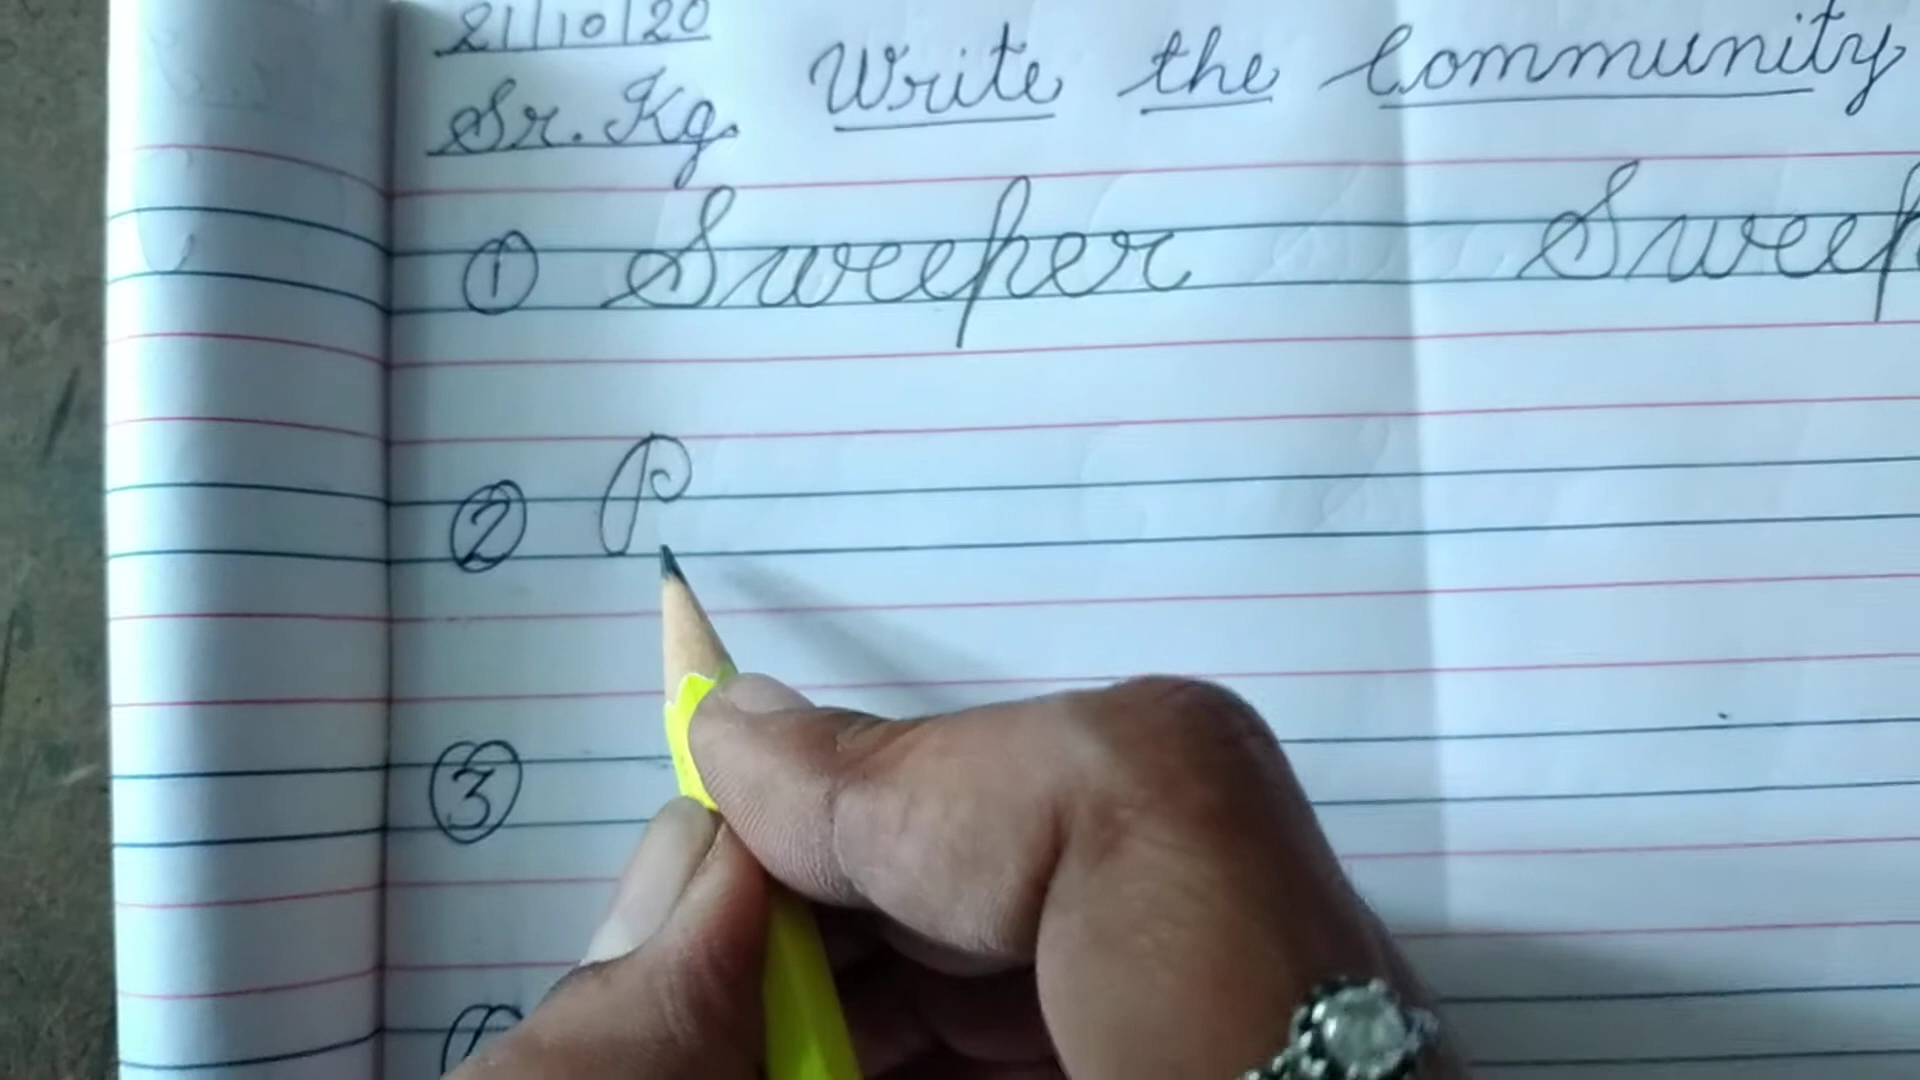 21/10/20
Write the Community
Sr. Kg.
① Sweeper Sweep
② P
③